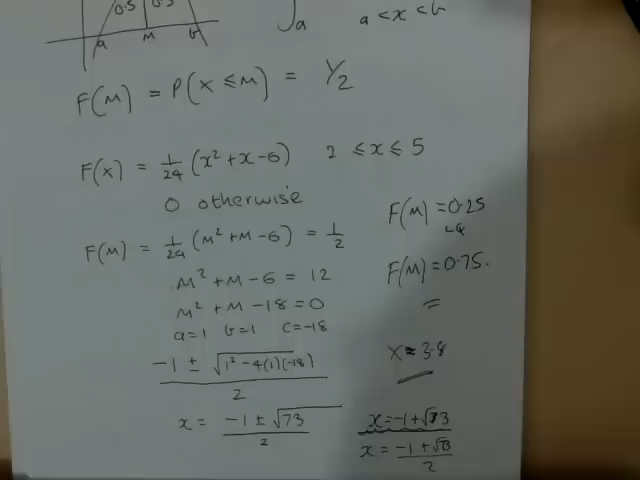 0.5 0.5
a M b
∫a a < x < b
F(M) = P(X ≤ M) = 1/2
F(x) = 1/24 (x² + x - 6) 2 ≤ x ≤ 5
0 otherwise
F(M) = 1/24 (M² + M - 6) = 1/2
M² + M - 6 = 12
M² + M - 18 = 0
a=1 b=1 c=-18
-1 ± √1² - 4(1)(-18)
2
x = -1 ± √73
2
F(M) = 0.25
LQ
F(M) = 0.75.
=
x ≈ 3.8
x = -1 + √73
x = -1 + √73
2